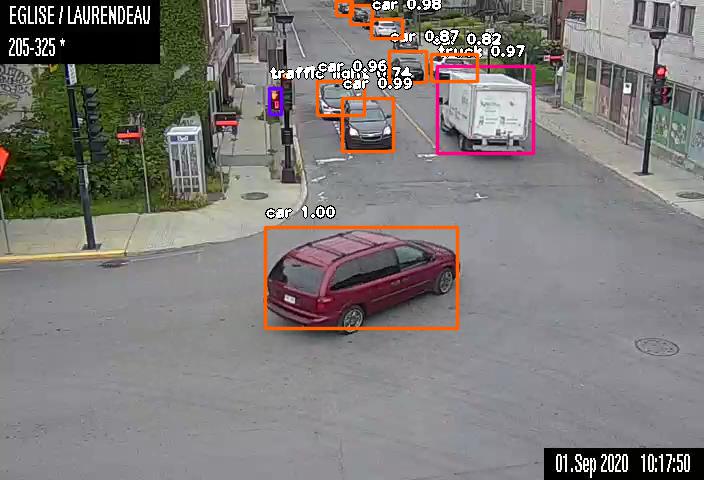 EGLISE / LAURENDEAU
205-325 *
car 0.98
car 0.87
0.82
truck 0.97
car 0.96
traffic light 0.74
car 0.99
car 1.00
01.Sep 2020 10:17:50